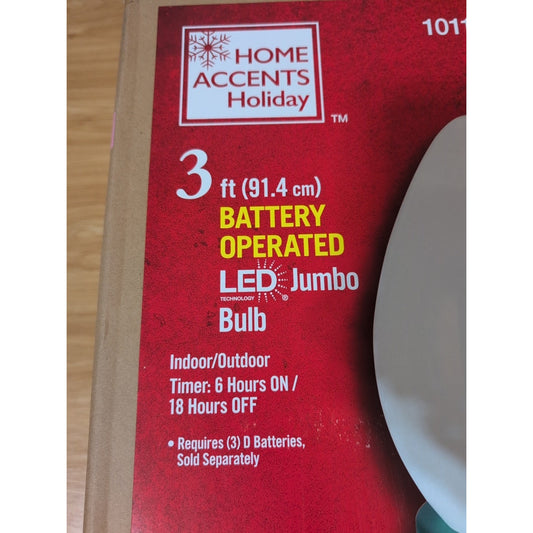 1011
HOME
ACCENTS
Holiday
TM
3 ft (91.4 cm)
BATTERY
OPERATED
LED Jumbo
TECHNOLOGY ®
Bulb
Indoor/Outdoor
Timer: 6 Hours ON /
18 Hours OFF
• Requires (3) D Batteries,
Sold Separately